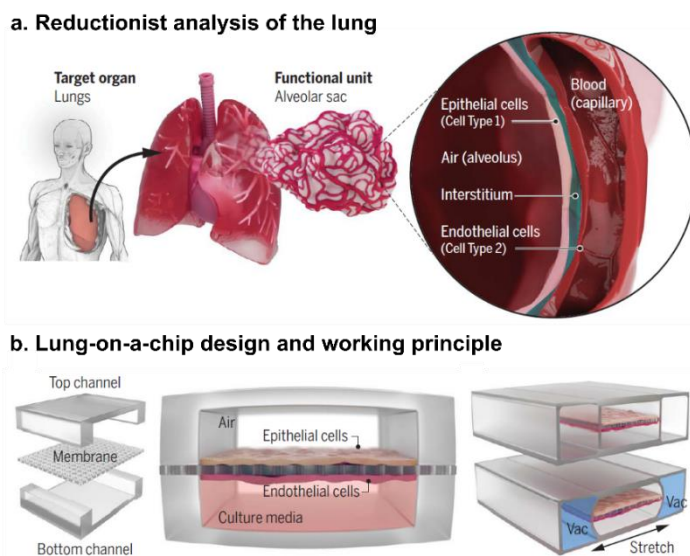 a. Reductionist analysis of the lung
Target organ
Lungs
Functional unit
Alveolar sac
Blood
(capillary)
Epithelial cells
(Cell Type 1)
Air (alveolus)
Interstitium
Endothelial cells
(Cell Type 2)
b. Lung-on-a-chip design and working principle
Top channel
Membrane
Bottom channel
Air
Epithelial cells
Endothelial cells
Culture media
Vac
Vac
Stretch